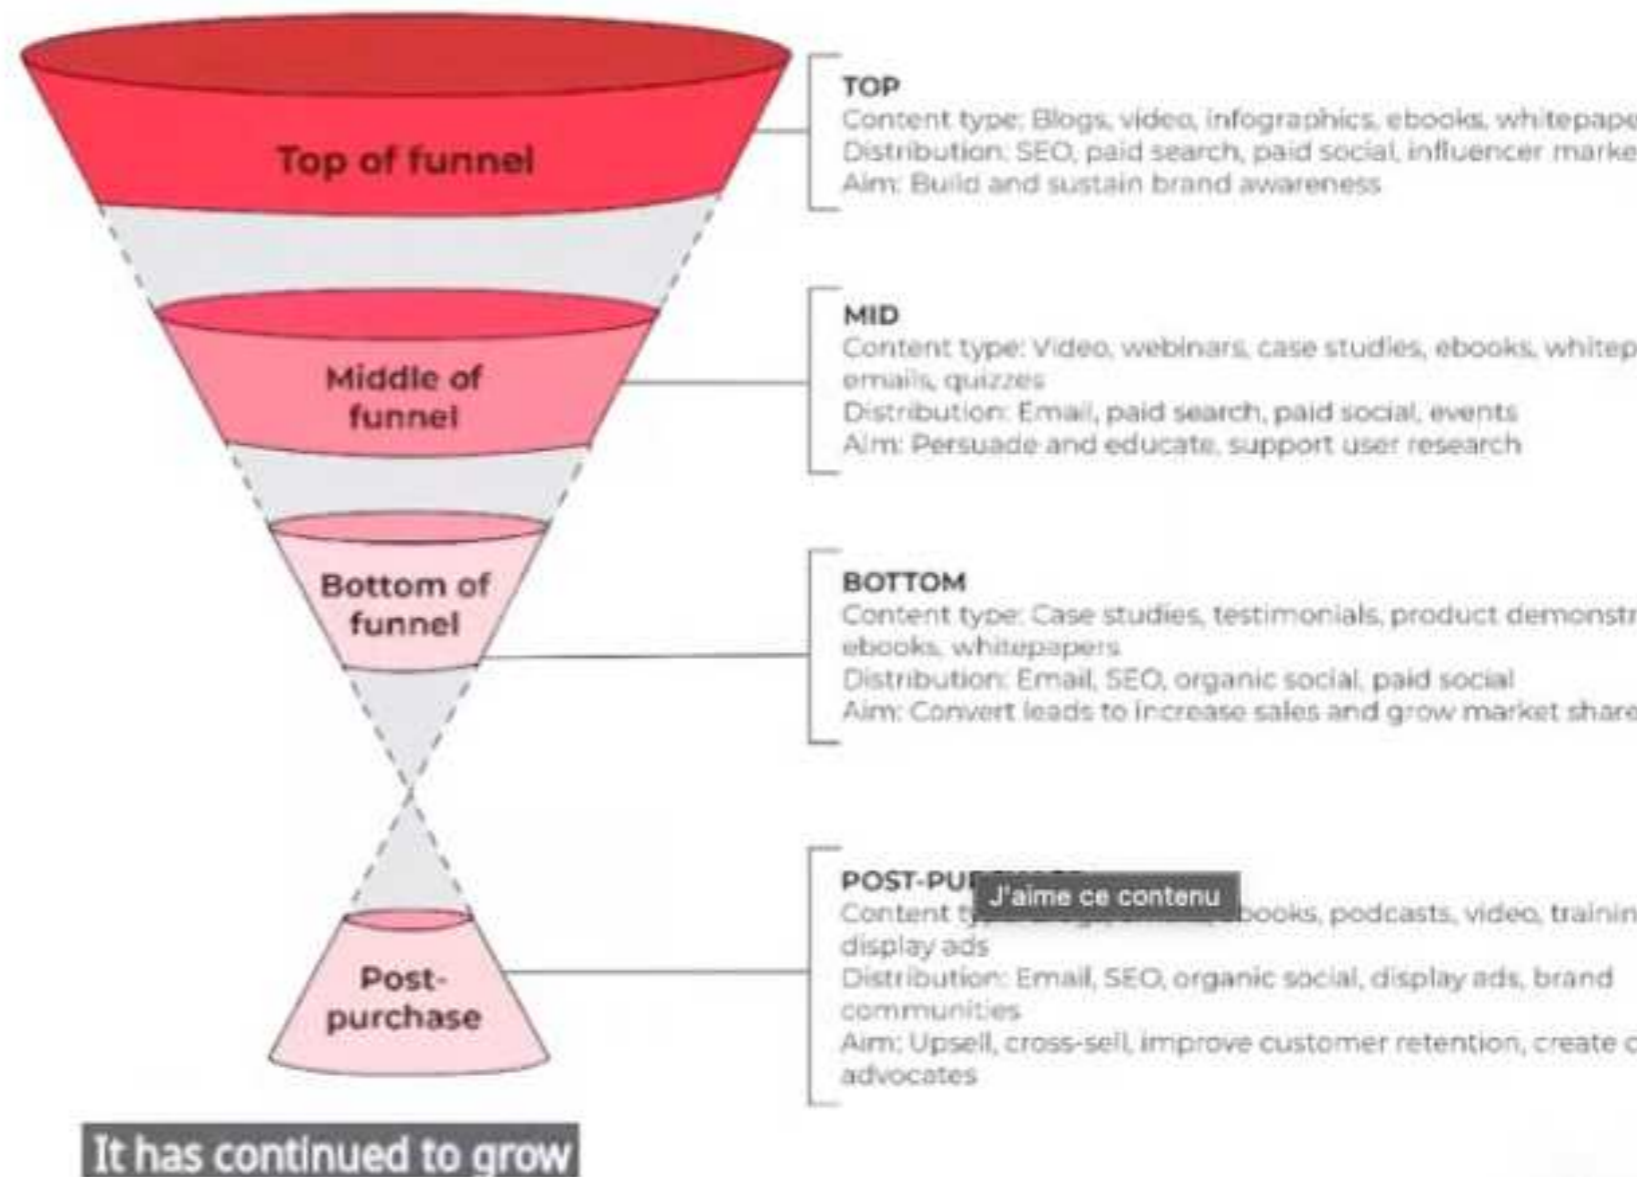 Top of funnel
TOP
Content type: Blogs, video, infographics, ebooks, whitepape
Distribution: SEO, paid search, paid social, influencer marke
Aim: Build and sustain brand awareness
Middle of
funnel
MID
Content type: Video, webinars, case studies, ebooks, whitep
emails, quizzes
Distribution: Email, paid search, paid social, events
Aim: Persuade and educate, support user research
Bottom of
funnel
BOTTOM
Content type: Case studies, testimonials, product demonstr
ebooks, whitepapers
Distribution: Email, SEO, organic social, paid social
Aim: Convert leads to increase sales and grow market share
Post-
purchase
POST-PU
J'aime ce contenu
Content ty books, podcasts, video, trainin
display ads
Distribution: Email, SEO, organic social, display ads, brand
communities
Aim: Upsell, cross-sell, improve customer retention, create c
advocates
It has continued to grow